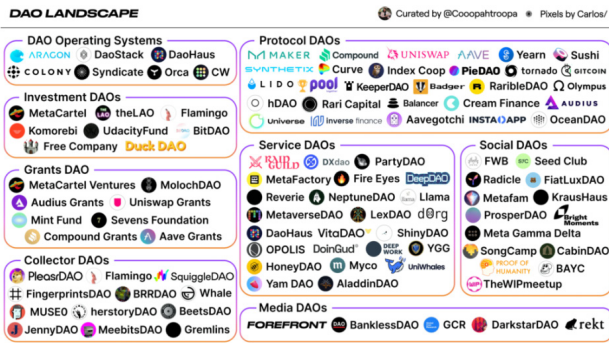 DAO LANDSCAPE
Curated by @Cooopahtroopa Pixels by Carlos/
DAO Operating Systems
ARAGON DaoStack DaoHaus
COLONY Syndicate Orca CW
Investment DAOs
MetaCartel theLAO Flamingo
Komorebi UdacityFund BitDAO
Free Company Duck DAO
Grants DAO
MetaCartel Ventures MolochDAO
Audius Grants Uniswap Grants
Mint Fund Sevens Foundation
Compound Grants Aave Grants
Collector DAOs
PleasrDAO Flamingo SquiggleDAO
FingerprintsDAO BRRDAO Whale
MUSE0 herstoryDAO BeetsDAO
JennyDAO MeebitsDAO Gremlins
Protocol DAOs
MAKER Compound UNISWAP AAVE Yearn Sushi
SYNTHETIX Curve Index Coop PieDAO tornado GITCOIN
LIDO pool KeeperDAO Badger RaribleDAO Olympus
hDAO Rari Capital Balancer Cream Finance AUDIUS
Universe inverse finance Aavegotchi INSTADAPP OceanDAO
Service DAOs
RAID GUILD DXdao PartyDAO
MetaFactory Fire Eyes DeepDAO
Reverie NeptuneDAO Llama
MetaverseDAO LexDAO dOrg
DaoHaus VitaDAO ShinyDAO
OPOLIS DoinGud DEEP WORK YGG
HoneyDAO Myco UniWhales
Yam DAO AladdinDAO
Social DAOs
FWB Seed Club
Radicle FiatLuxDAO
Metafam KrausHaus
ProsperDAO Bright Moments
Meta Gamma Delta
SongCamp CabinDAO
PROOF OF HUMANITY BAYC
TheWIPmeetup
Media DAOs
FOREFRONT BanklessDAO GCR DarkstarDAO rekt